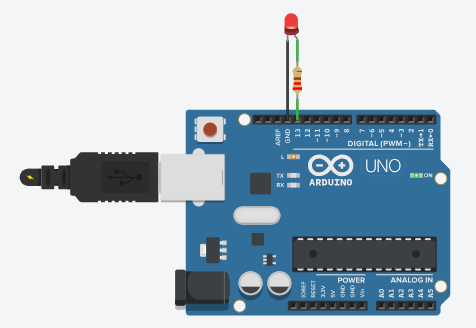 AREF
GND
13
12
~11
~10
~9
8
7
~6
~5
4
~3
2
TX→1
RX←0
DIGITAL (PWM~)
L
TX
RX
UNO
ARDUINO
ON
IOREF
RESET
3.3V
5V
GND
GND
Vin
POWER
ANALOG IN
A0
A1
A2
A3
A4
A5